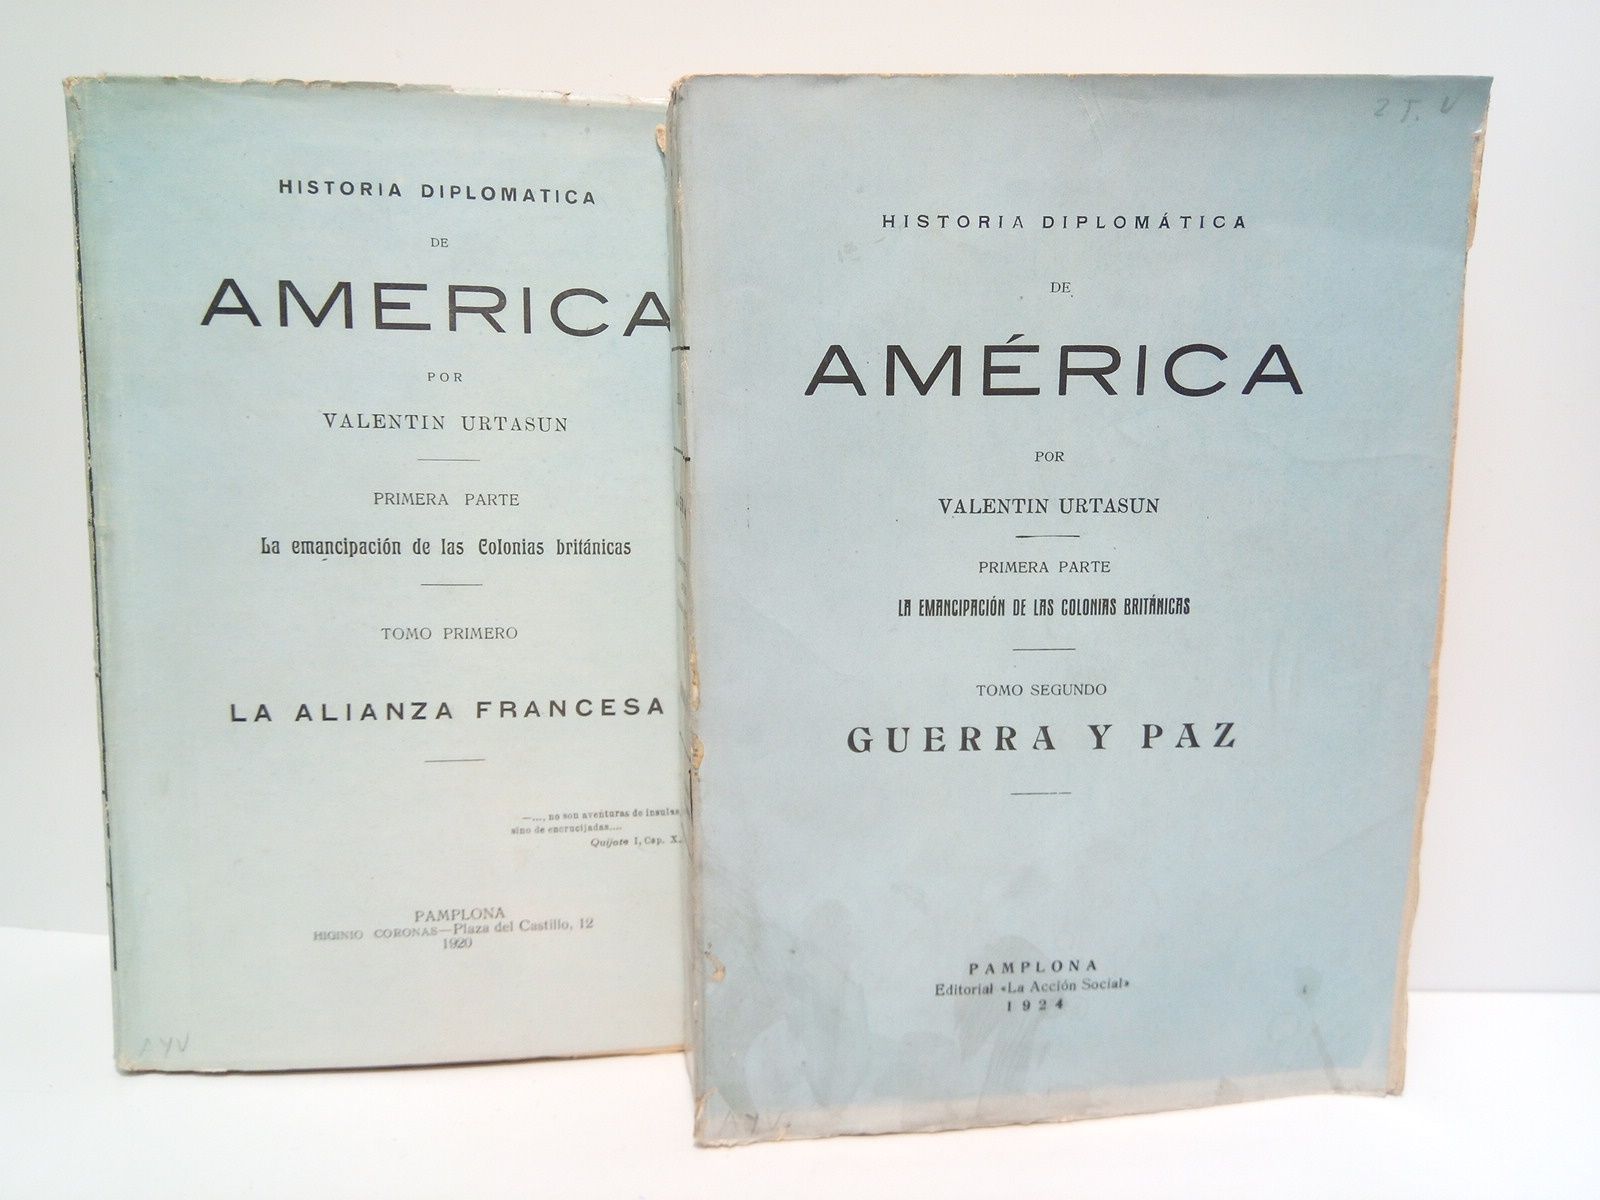 HISTORIA DIPLOMATICA
DE
AMERICA
POR
VALENTIN URTASUN
PRIMERA PARTE
La emancipación de las Colonias británicas
TOMO PRIMERO
LA ALIANZA FRANCESA
—..., no son aventuras de insulas,
sino de encrucijadas....
Quijote I, Cap. X.
PAMPLONA
HIGINIO CORONAS—Plaza del Castillo, 12
1920
2 T. V
HISTORIA DIPLOMÁTICA
DE
AMÉRICA
POR
VALENTIN URTASUN
PRIMERA PARTE
LA EMANCIPACIÓN DE LAS COLONIAS BRITÁNICAS
TOMO SEGUNDO
GUERRA Y PAZ
PAMPLONA
Editorial «La Acción Social»
1924